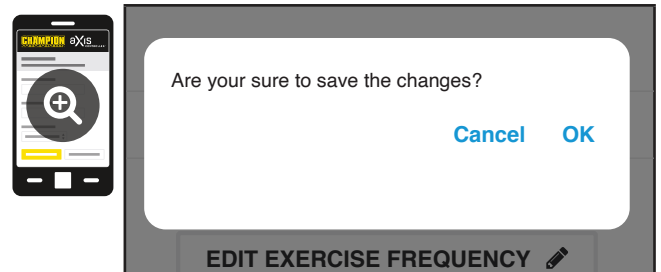 CHAMPION aXis
Are your sure to save the changes?
Cancel OK
EDIT EXERCISE FREQUENCY